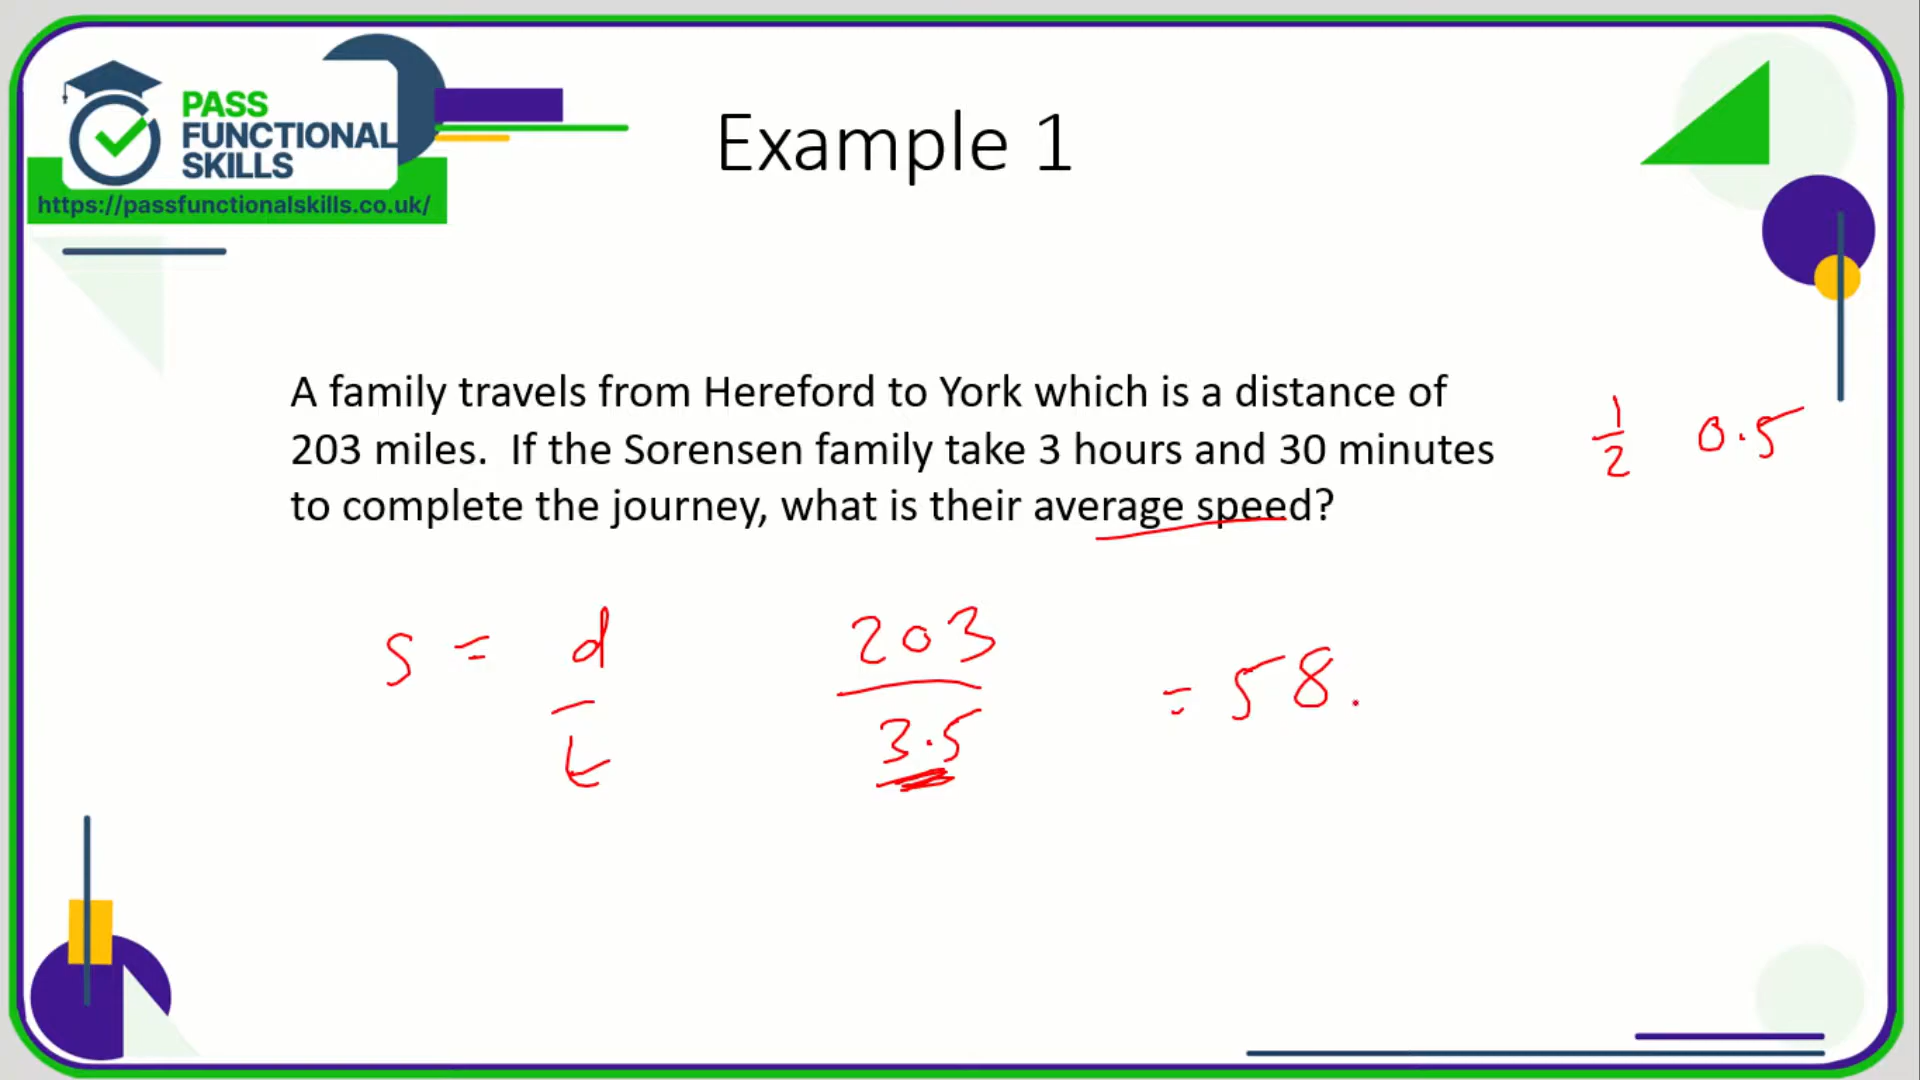 PASS
FUNCTIONAL
SKILLS
https://passfunctionalskills.co.uk/
Example 1
A family travels from Hereford to York which is a distance of
203 miles. If the Sorensen family take 3 hours and 30 minutes
to complete the journey, what is their average speed?
1/2 0.5
s = d/t 203/3.5 = 58.